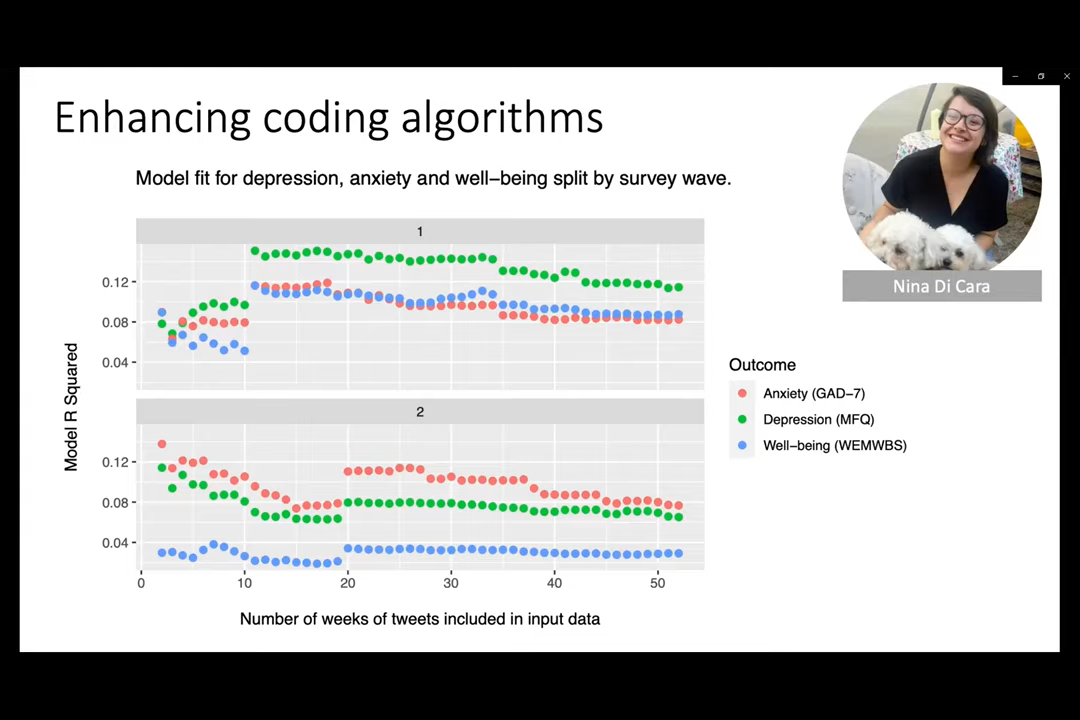 Enhancing coding algorithms
Nina Di Cara
Model fit for depression, anxiety and well−being split by survey wave.
1
0.12
0.08
0.04
2
0.12
0.08
0.04
0 10 20 30 40 50
Model R Squared
Number of weeks of tweets included in input data
Outcome
Anxiety (GAD−7)
Depression (MFQ)
Well−being (WEMWBS)